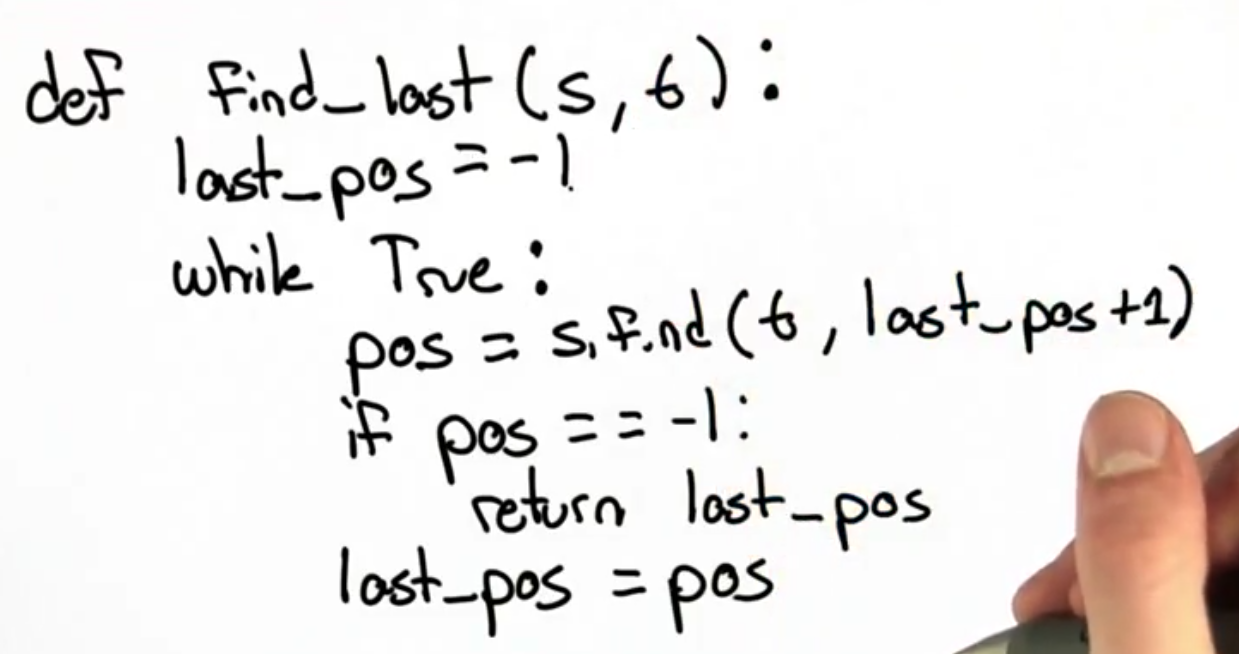 def find_last(s, t):
last_pos = -1
while True:
pos = s.find(t, last_pos+1)
if pos == -1:
return last_pos
last_pos = pos